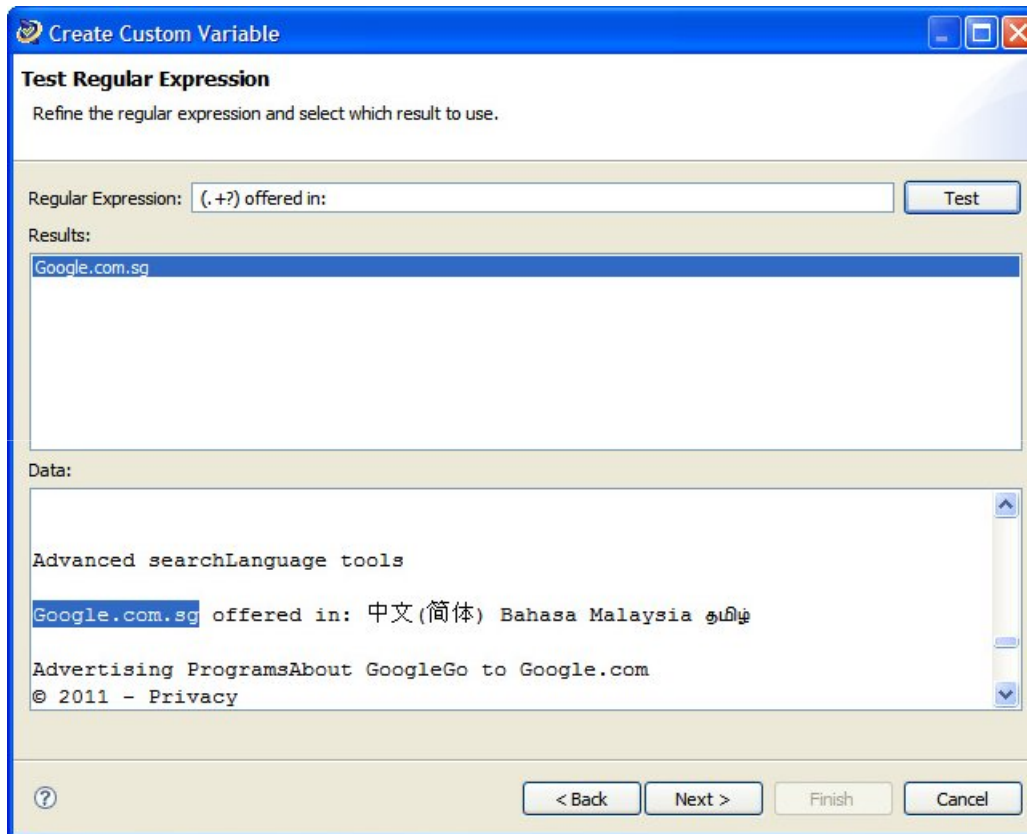 Create Custom Variable
Test Regular Expression
Refine the regular expression and select which result to use.
Regular Expression: (.+?) offered in: Test
Results:
Google.com.sg
Data:
Advanced searchLanguage tools
Google.com.sg offered in: 中文(简体) Bahasa Malaysia தமிழ்
Advertising ProgramsAbout GoogleGo to Google.com
© 2011 - Privacy
< Back Next > Finish Cancel